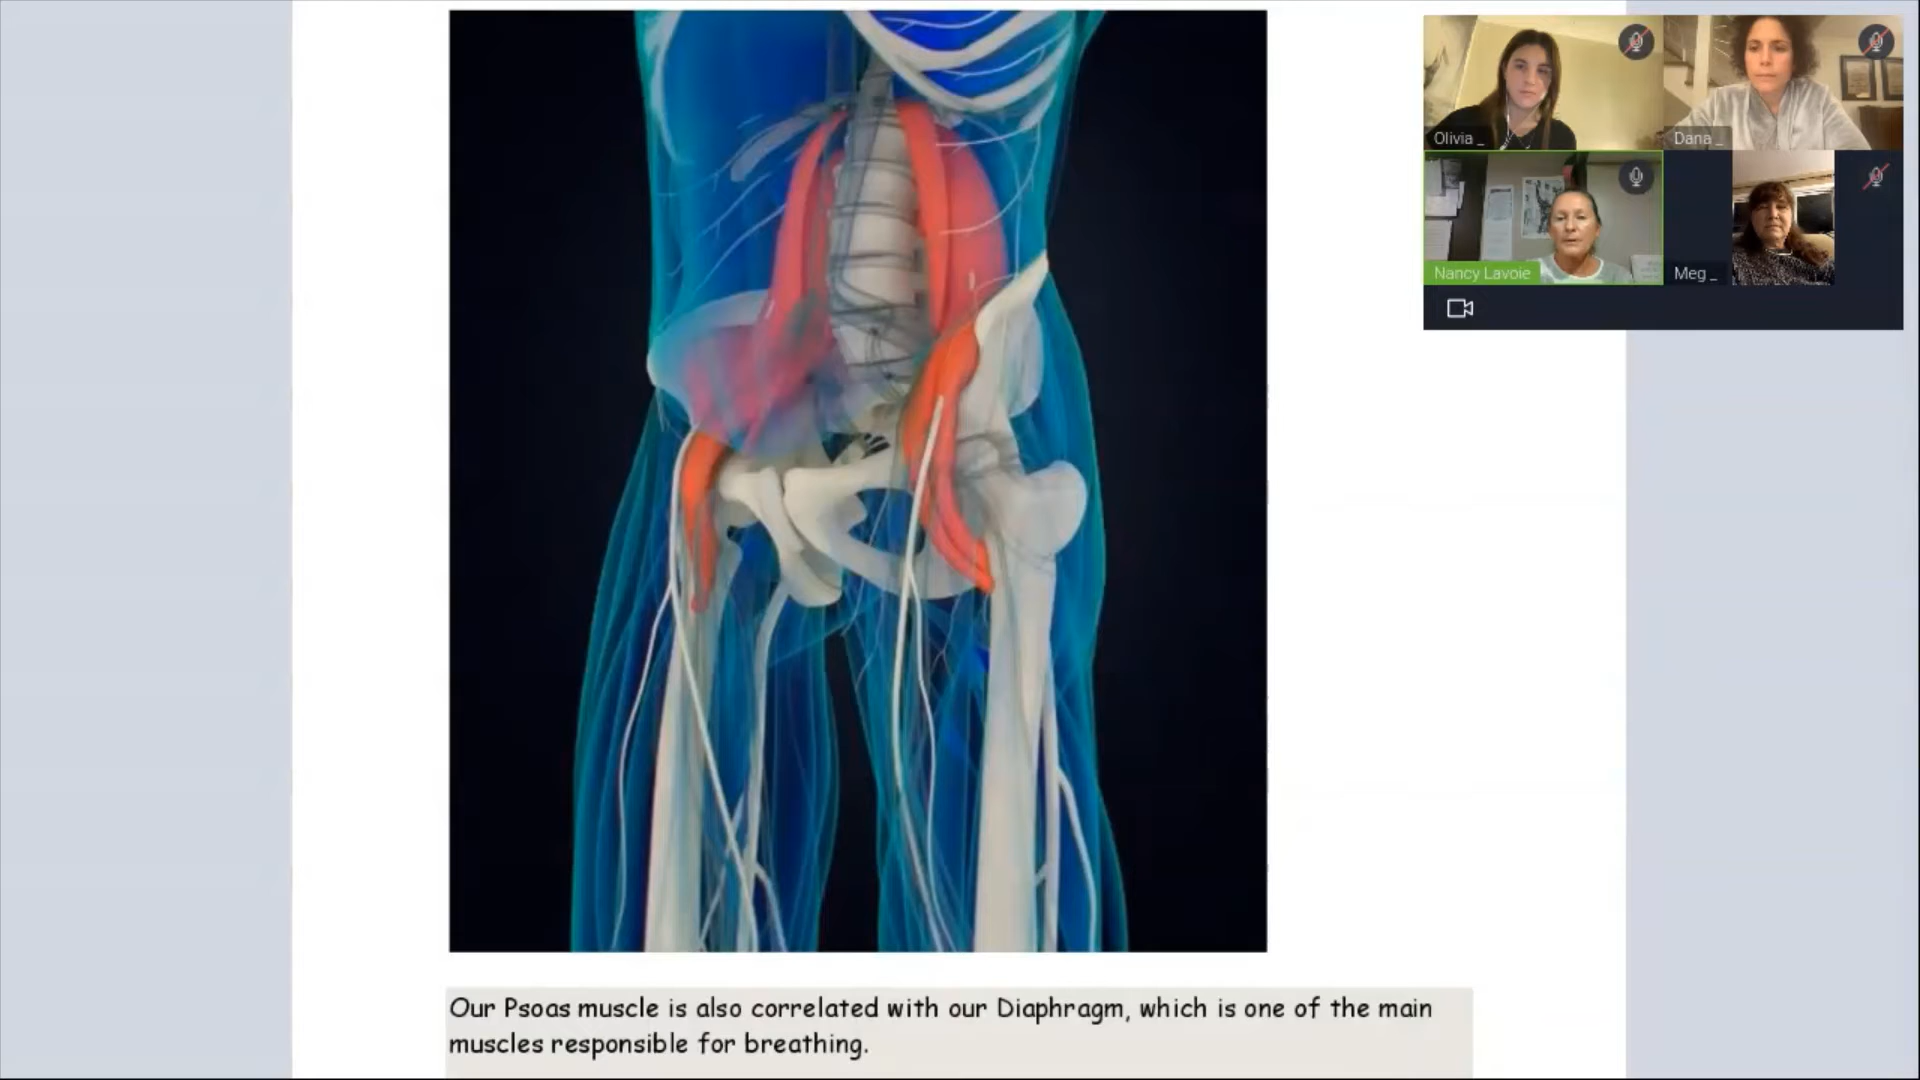 Olivia _
Dana _
Nancy Lavoie
Meg _
Our Psoas muscle is also correlated with our Diaphragm, which is one of the main
muscles responsible for breathing.